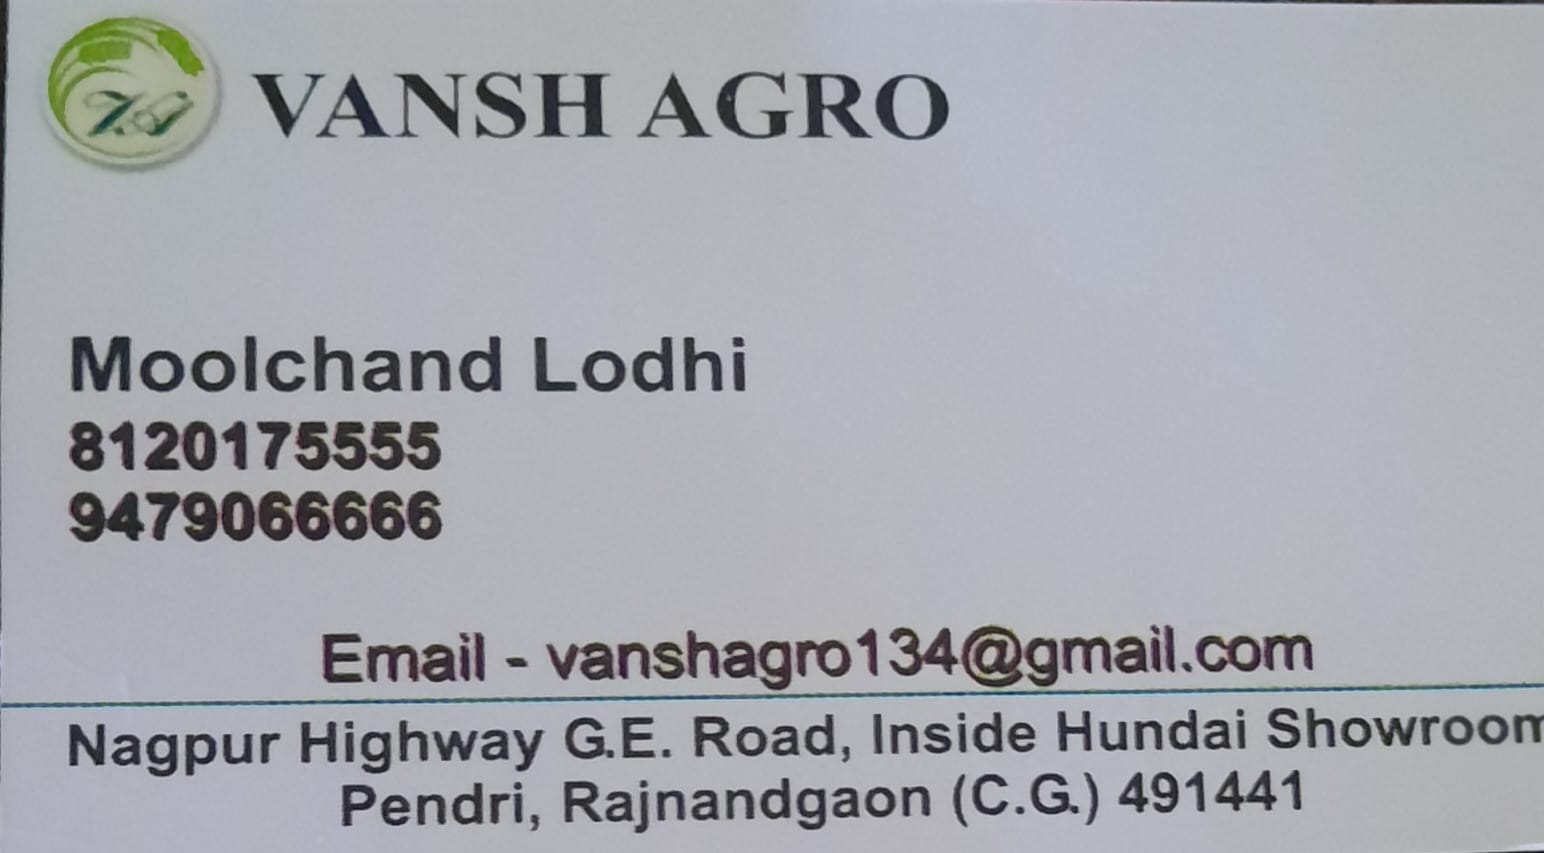 V.A
VANSH AGRO
Moolchand Lodhi
8120175555
9479066666
Email - vanshagro134@gmail.com
Nagpur Highway G.E. Road, Inside Hundai Showroom
Pendri, Rajnandgaon (C.G.) 491441